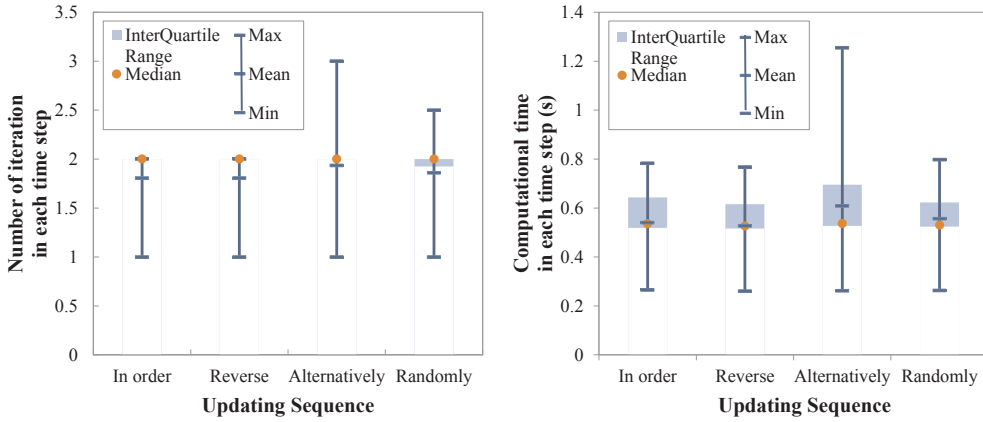 Number of iteration
in each time step
3.5
3
2.5
2
1.5
1
0.5
0
InterQuartile
Range
Median
Max
Mean
Min
In order
Reverse
Alternatively
Randomly
Updating Sequence
Computational time
in each time step (s)
1.4
1.2
1
0.8
0.6
0.4
0.2
0
InterQuartile
Range
Median
Max
Mean
Min
In order
Reverse
Alternatively
Randomly
Updating Sequence